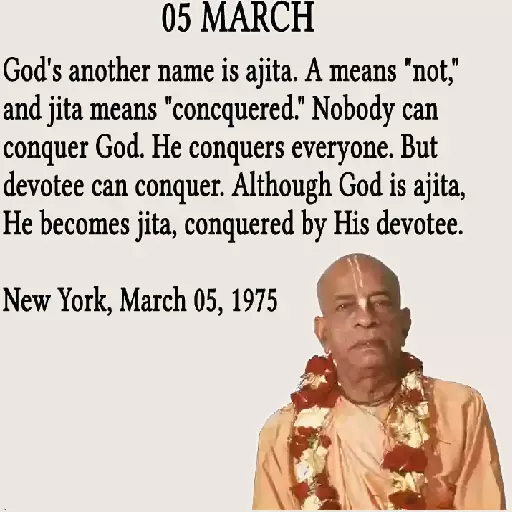 05 MARCH
God's another name is ajita. A means "not,"
and jita means "concquered." Nobody can
conquer God. He conquers everyone. But
devotee can conquer. Although God is ajita,
He becomes jita, conquered by His devotee.
New York, March 05, 1975